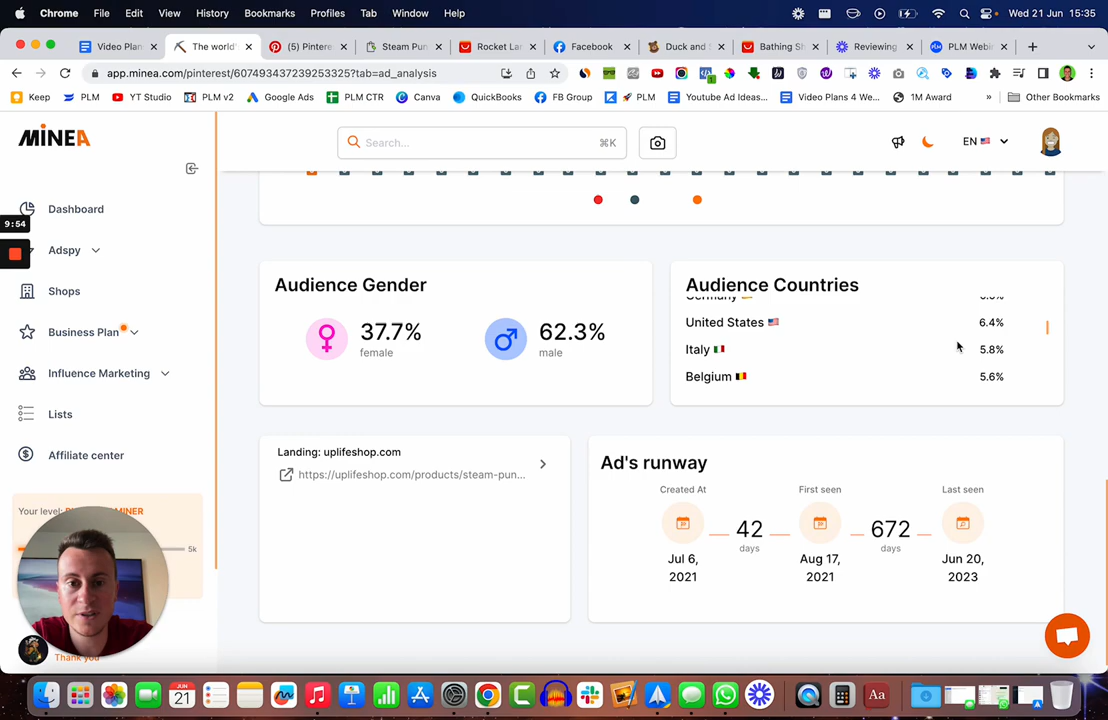 Chrome File Edit View History Bookmarks Profiles Tab Window Help Wed 21 Jun 15:35
Video Plan The world' (5) Pintere Steam Pun Rocket Lar Facebook Duck and Bathing Sh Reviewing PLM Webi
app.minea.com/pinterest/607493437239253325?tab=ad_analysis
Keep PLM YT Studio PLM v2 Google Ads PLM CTR Canva QuickBooks FB Group 🚀 PLM Youtube Ad Ideas... Video Plans 4 We... 1M Award » Other Bookmarks
MINEA
Search... ⌘K
EN
Dashboard
9:54
Adspy
Shops
Business Plan
Influence Marketing
Lists
Affiliate center
Your level: MINER
5k
Thank you
Audience Gender
37.7%
female
62.3%
male
Audience Countries
Germany
United States 6.4%
Italy 5.8%
Belgium 5.6%
Landing: uplifeshop.com
https://uplifeshop.com/products/steam-pun...
Ad's runway
Created At First seen Last seen
42 days 672 days
Jul 6, 2021
Aug 17, 2021
Jun 20, 2023
JUN
21
Aa